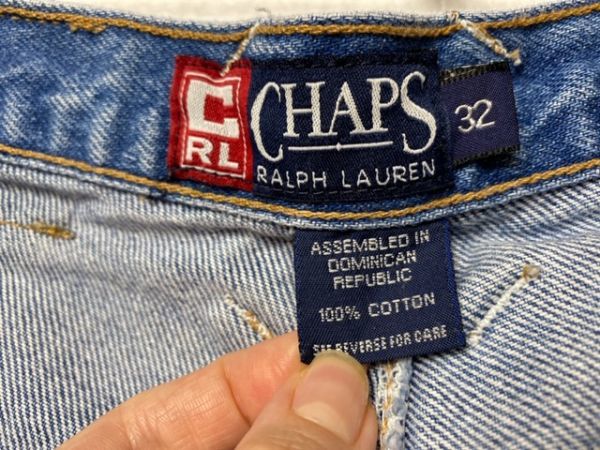 C
RL
CHAPS
RALPH LAUREN
32
ASSEMBLED IN
DOMINICAN
REPUBLIC
100% COTTON
SEE REVERSE FOR CARE